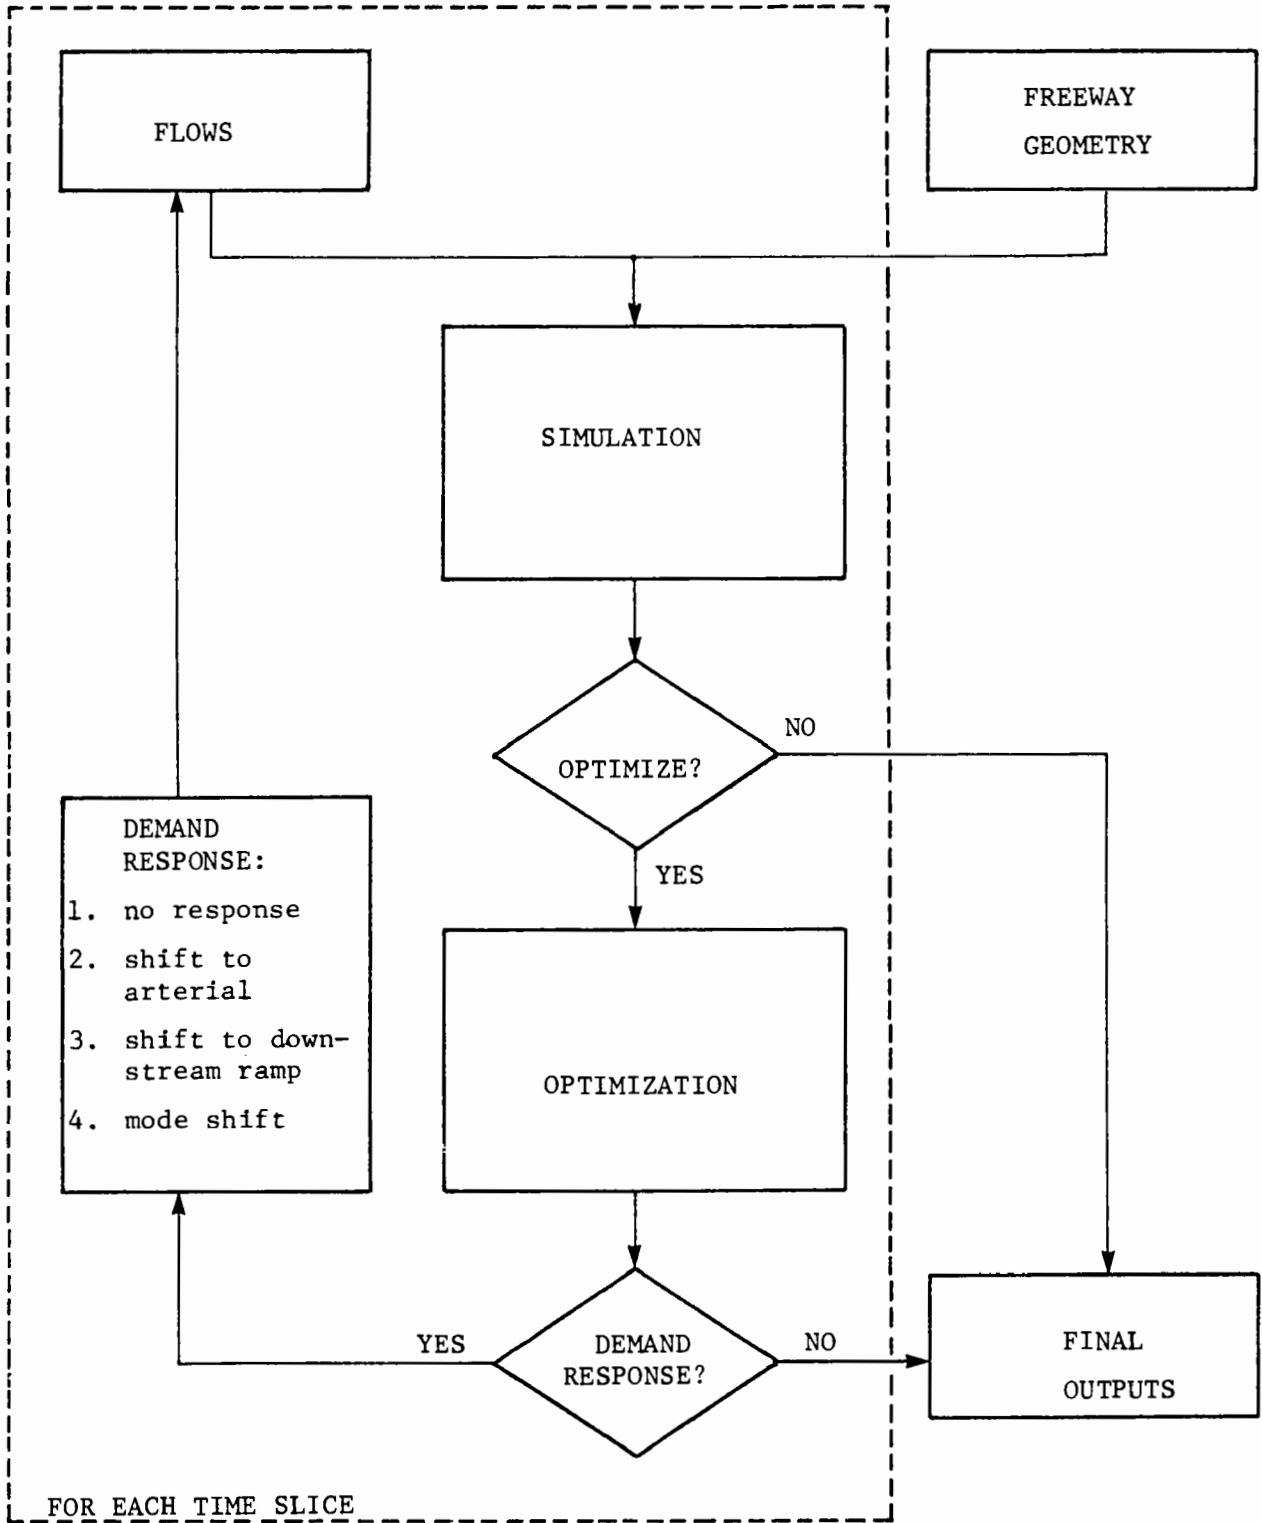 FLOWS
FREEWAY
GEOMETRY
SIMULATION
NO
OPTIMIZE?
YES
DEMAND
RESPONSE:
1. no response
2. shift to
arterial
3. shift to down-
stream ramp
4. mode shift
OPTIMIZATION
YES
DEMAND
RESPONSE?
NO
FINAL
OUTPUTS
FOR EACH TIME SLICE